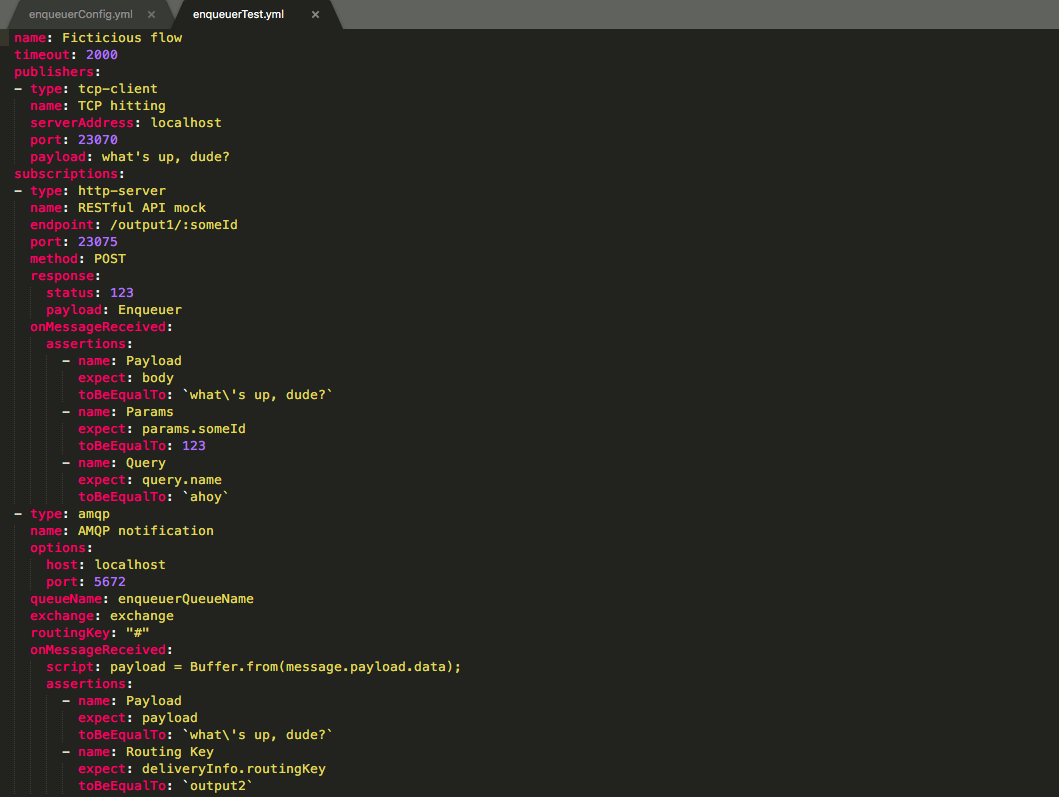 enqueuerConfig.yml × enqueuerTest.yml ×
name: Ficticious flow
timeout: 2000
publishers:
- type: tcp-client
  name: TCP hitting
  serverAddress: localhost
  port: 23070
  payload: what's up, dude?
subscriptions:
- type: http-server
  name: RESTful API mock
  endpoint: /output1/:someId
  port: 23075
  method: POST
  response:
    status: 123
    payload: Enqueuer
  onMessageReceived:
    assertions:
      - name: Payload
        expect: body
        toBeEqualTo: `what\'s up, dude?`
      - name: Params
        expect: params.someId
        toBeEqualTo: 123
      - name: Query
        expect: query.name
        toBeEqualTo: `ahoy`
- type: amqp
  name: AMQP notification
  options:
    host: localhost
    port: 5672
  queueName: enqueuerQueueName
  exchange: exchange
  routingKey: "#"
  onMessageReceived:
    script: payload = Buffer.from(message.payload.data);
    assertions:
      - name: Payload
        expect: payload
        toBeEqualTo: `what\'s up, dude?`
      - name: Routing Key
        expect: deliveryInfo.routingKey
        toBeEqualTo: `output2`